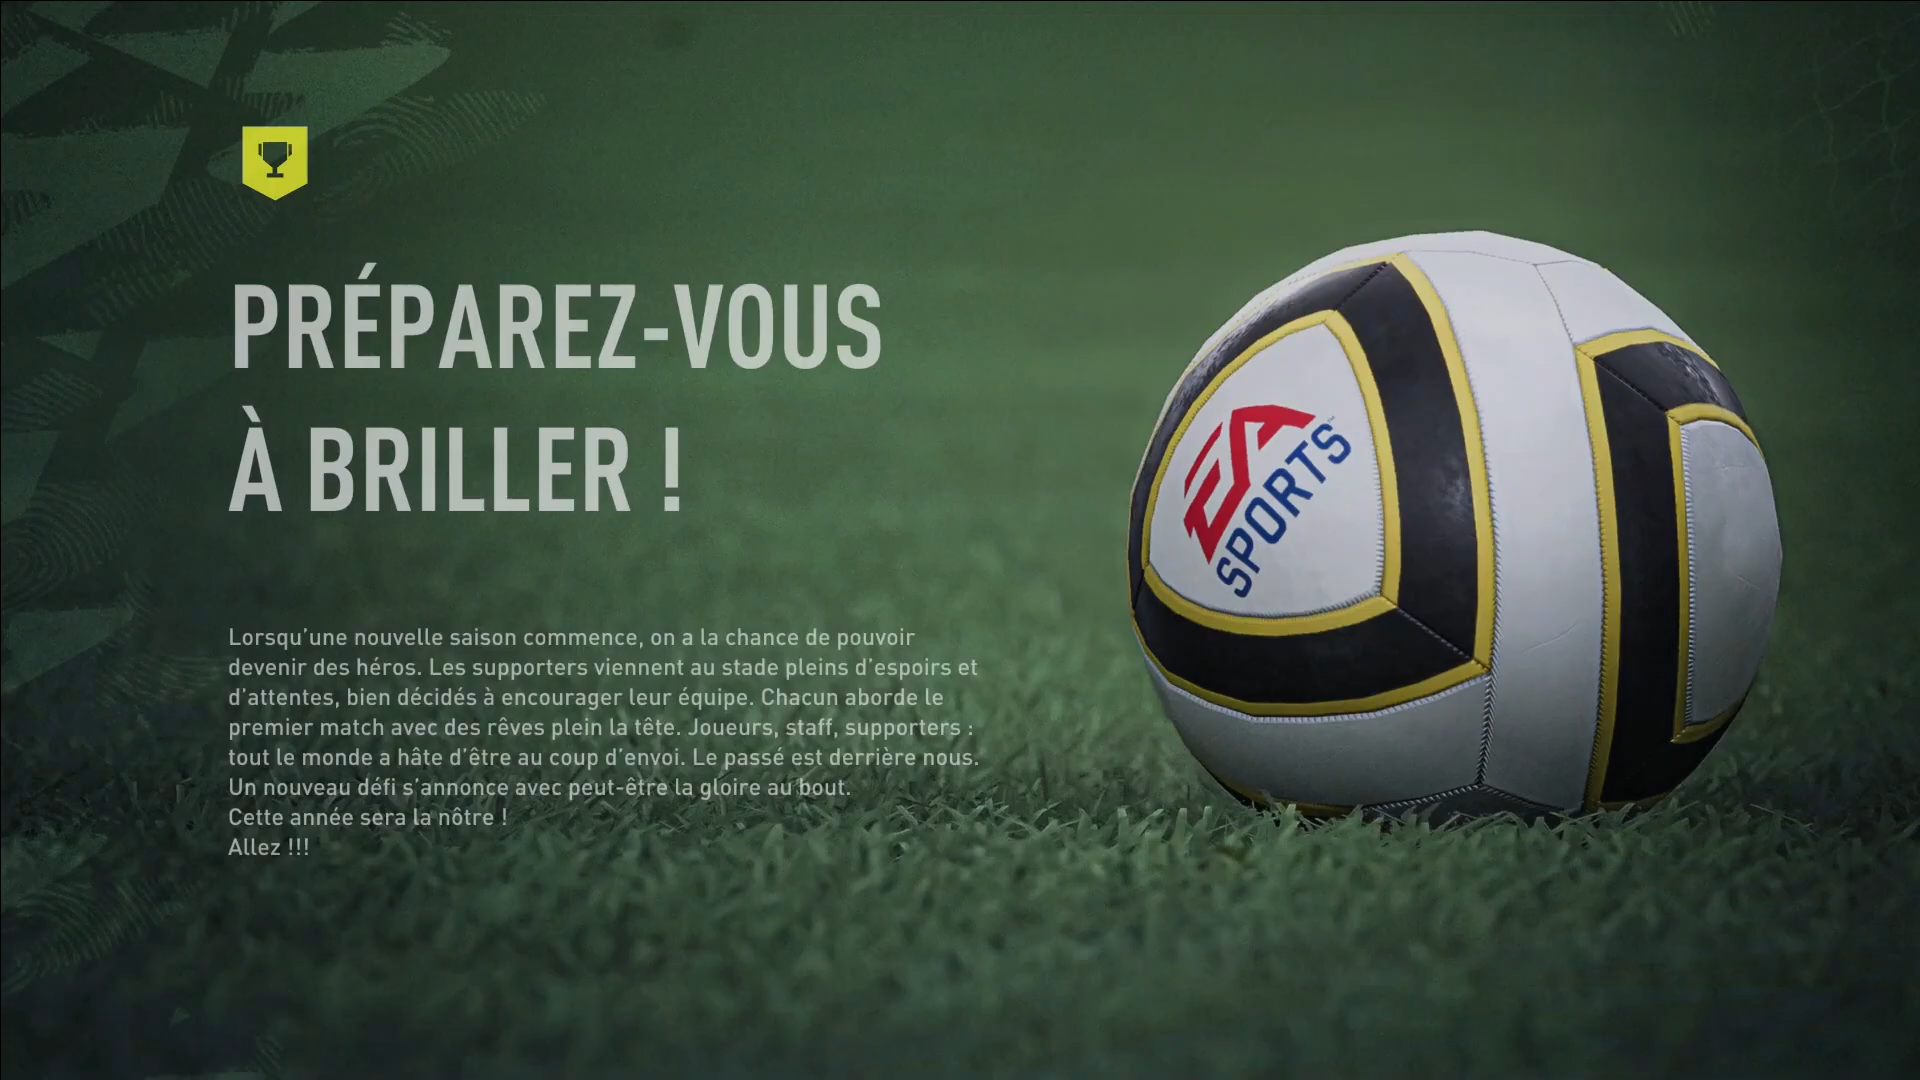 PRÉPAREZ-VOUS
À BRILLER !
Lorsqu’une nouvelle saison commence, on a la chance de pouvoir
devenir des héros. Les supporters viennent au stade pleins d’espoirs et
d’attentes, bien décidés à encourager leur équipe. Chacun aborde le
premier match avec des rêves plein la tête. Joueurs, staff, supporters :
tout le monde a hâte d’être au coup d’envoi. Le passé est derrière nous.
Un nouveau défi s’annonce avec peut-être la gloire au bout.
Cette année sera la nôtre !
Allez !!!
EA
SPORTS™